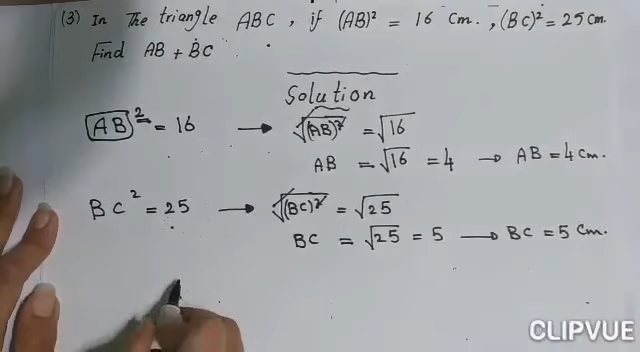 (3) In The triangle ABC, if (AB)² = 16 Cm., (BC)² = 25 Cm.
Find AB + BC
Solution
AB² = 16 → √(AB)² = √16
AB = √16 = 4 → AB = 4 Cm.
BC² = 25 → √(BC)² = √25
BC = √25 = 5 → BC = 5 Cm.
CLIPVUE